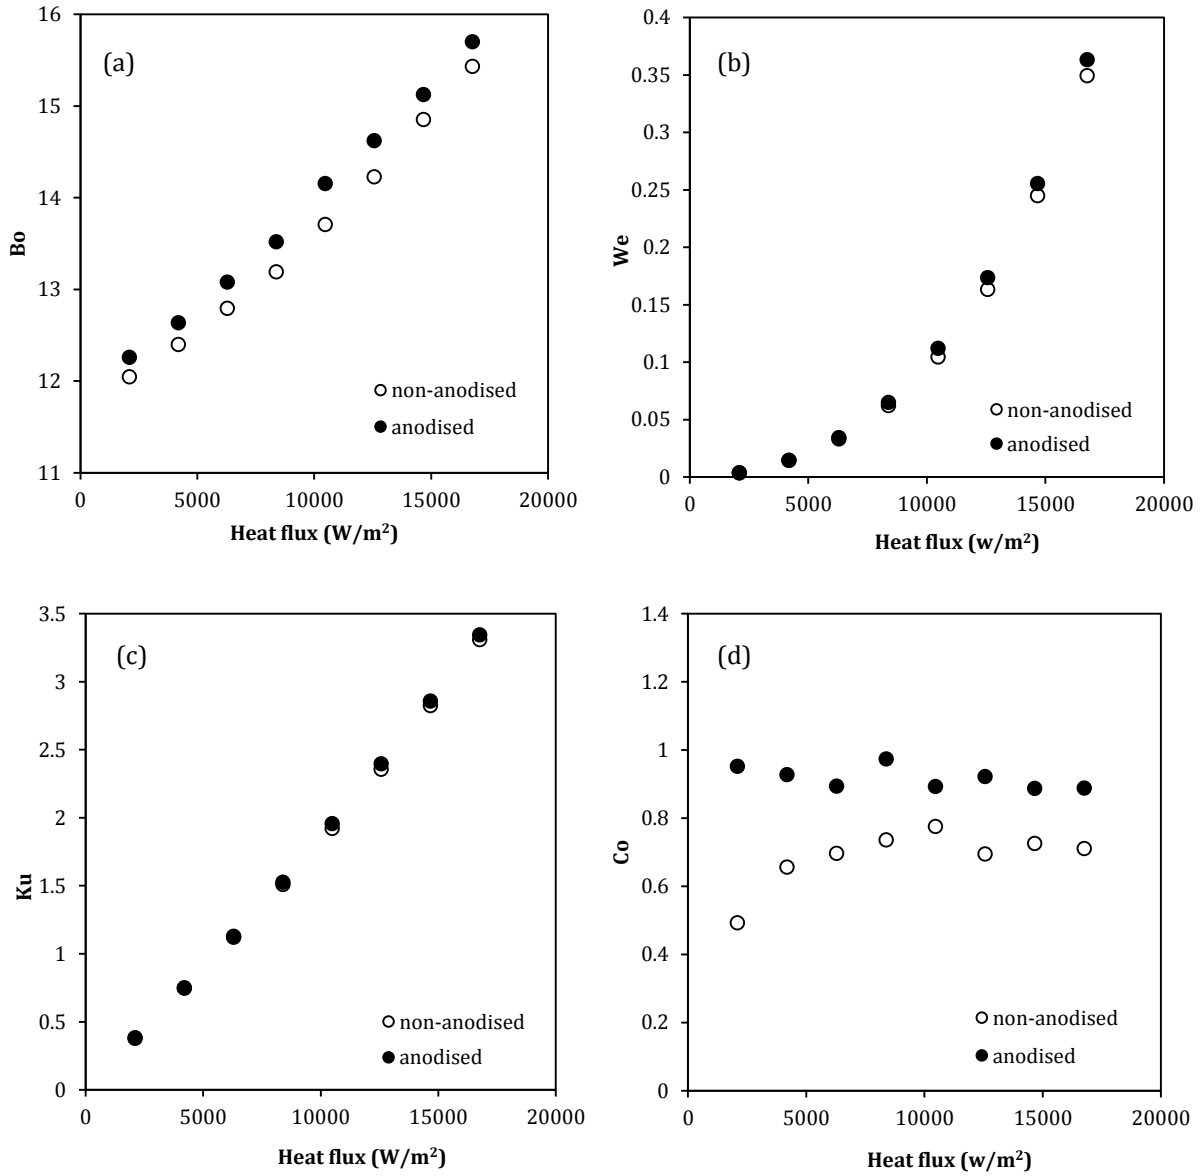 (a)
Bo
16
15
14
13
12
11
0 5000 10000 15000 20000
Heat flux (W/m²)
non-anodised
anodised
(b)
We
0.4
0.35
0.3
0.25
0.2
0.15
0.1
0.05
0
0 5000 10000 15000 20000
Heat flux (w/m²)
non-anodised
anodised
(c)
Ku
3.5
3
2.5
2
1.5
1
0.5
0
0 5000 10000 15000 20000
Heat flux (W/m²)
non-anodised
anodised
(d)
Co
1.4
1.2
1
0.8
0.6
0.4
0.2
0
0 5000 10000 15000 20000
Heat flux (w/m²)
non-anodised
anodised